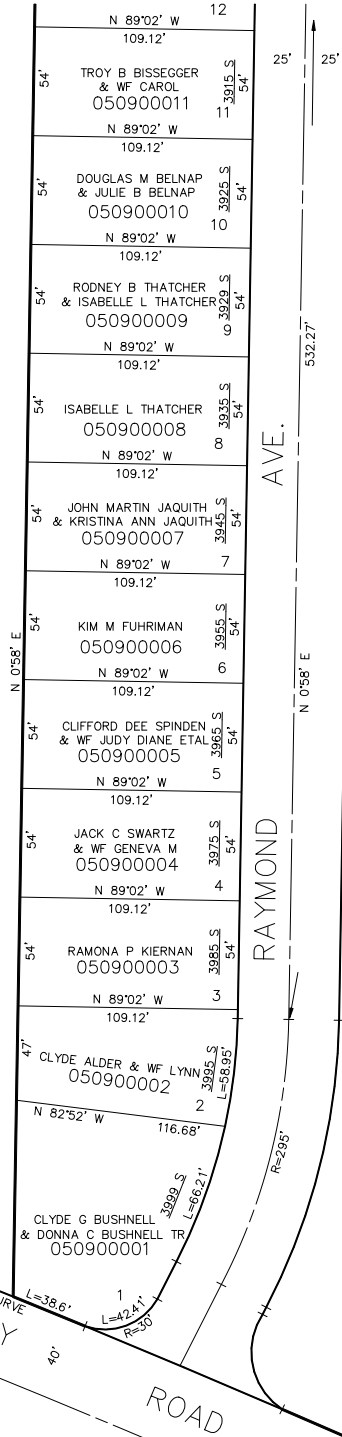 12
N 89°02' W
109.12'
25' 25'
TROY B BISSEGGER
& WF CAROL
050900011
11
3915 S
54'
54'
N 89°02' W
109.12'
DOUGLAS M BELNAP
& JULIE B BELNAP
050900010
10
3925 S
54'
54'
N 89°02' W
109.12'
RODNEY B THATCHER
& ISABELLE L THATCHER
050900009
9
3929 S
54'
54'
532.27'
N 89°02' W
109.12'
ISABELLE L THATCHER
050900008
8
3935 S
54'
54'
AVE.
N 89°02' W
109.12'
JOHN MARTIN JAQUITH
& KRISTINA ANN JAQUITH
050900007
7
3945 S
54'
54'
N 89°02' W
109.12'
KIM M FUHRIMAN
050900006
6
3955 S
54'
54'
N 0°58' E
N 0°58' E
N 89°02' W
109.12'
CLIFFORD DEE SPINDEN
& WF JUDY DIANE ETAL
050900005
5
3965 S
54'
54'
N 89°02' W
109.12'
JACK C SWARTZ
& WF GENEVA M
050900004
4
3975 S
54'
54'
RAYMOND
N 89°02' W
109.12'
RAMONA P KIERNAN
050900003
3
3985 S
54'
54'
N 89°02' W
109.12'
CLYDE ALDER & WF LYNN
050900002
2
3995 S
L=58.95'
47'
N 82°52' W
116.68'
R=295'
3999 S
L=66.21'
CLYDE G BUSHNELL
& DONNA C BUSHNELL TR
050900001
1
L=38.6'
L=42.41'
R=30'
URVE
Y
40'
ROAD